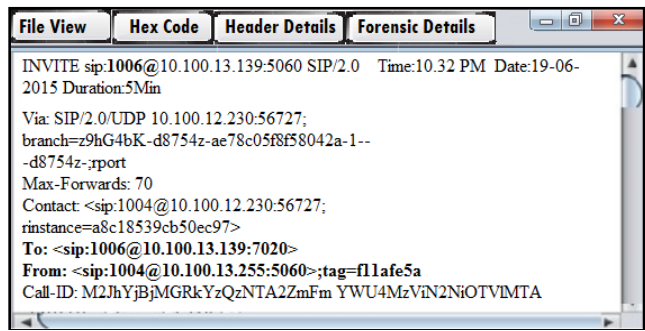 File View Hex Code Header Details Forensic Details
INVITE sip:1006@10.100.13.139:5060 SIP/2.0 Time:10.32 PM Date:19-06-
2015 Duration:5Min
Via: SIP/2.0/UDP 10.100.12.230:56727;
branch=z9hG4bK-d8754z-ae78c05f8f58042a-1--
-d8754z-;rport
Max-Forwards: 70
Contact: <sip:1004@10.100.12.230:56727;
rinstance=a8c18539cb50ec97>
To: <sip:1006@10.100.13.139:7020>
From: <sip:1004@10.100.13.255:5060>;tag=f11afe5a
Call-ID: M2JhYjBjMGRkYzQzNTA2ZmFm YWU4MzViN2NiOTVlMTA